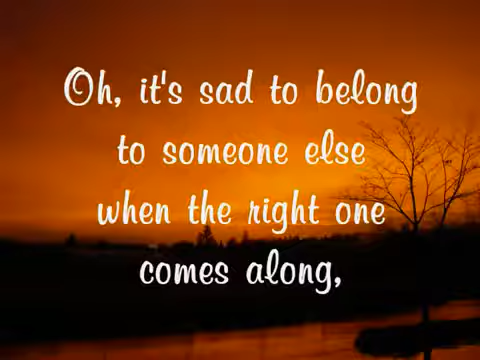 Oh, it's sad to belong
to someone else
when the right one
comes along,